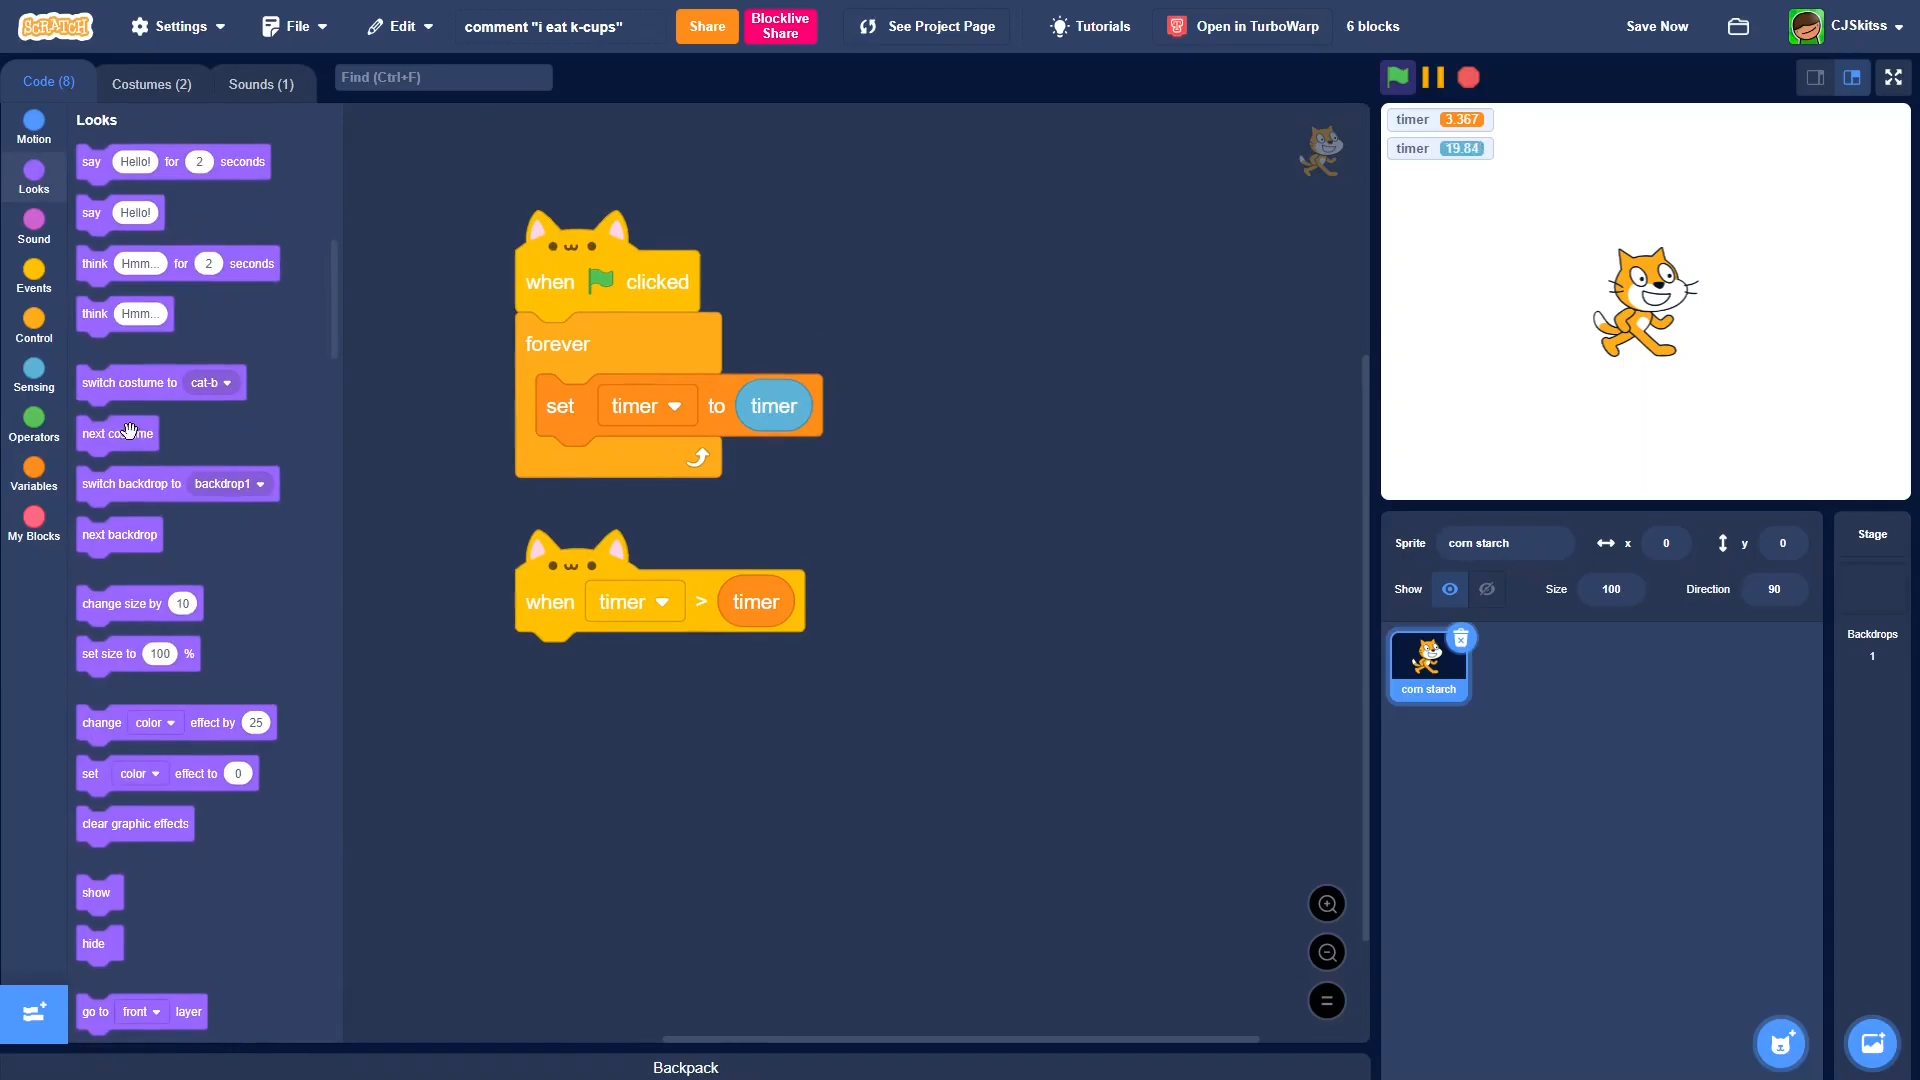 SCRATCH Settings File Edit comment "i eat k-cups" Share Blocklive Share See Project Page Tutorials Open in TurboWarp 6 blocks Save Now CJSkitss
Code (8) Costumes (2) Sounds (1) Find (Ctrl+F)
Motion
Looks
Sound
Events
Control
Sensing
Operators
Variables
My Blocks
Looks
say Hello! for 2 seconds
say Hello!
think Hmm... for 2 seconds
think Hmm...
switch costume to cat-b
next
switch backdrop to backdrop1
next backdrop
change size by 10
set size to 100 %
change color effect by 25
set color effect to 0
clear graphic effects
show
hide
go to front layer
when clicked
forever
set timer to timer
when timer > timer
timer 3.367
timer 19.84
Sprite corn starch x 0 y 0
Show Size 100 Direction 90
corn starch
Stage
Backdrops
1
Backpack